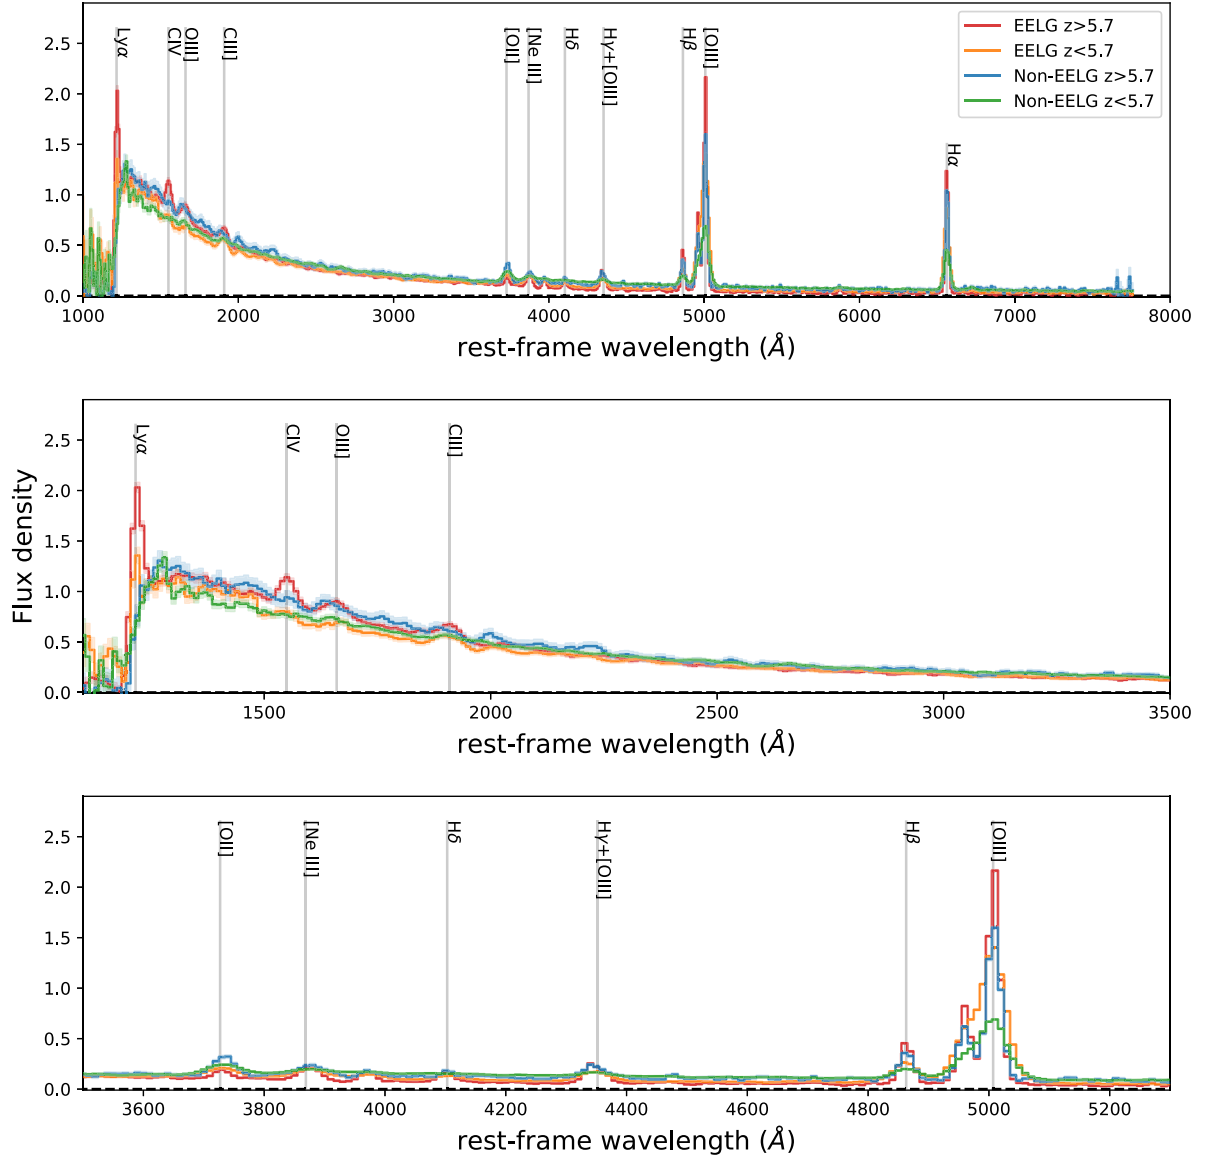 2.5
2.0
1.5
1.0
0.5
0.0
Lyα
CIV
OIII]
CIII]
[OII]
[Ne III]
Hδ
Hγ+[OIII]
Hβ
[OIII]
Hα
EELG z>5.7
EELG z<5.7
Non-EELG z>5.7
Non-EELG z<5.7
1000 2000 3000 4000 5000 6000 7000 8000
rest-frame wavelength (Å)
Flux density
2.5
2.0
1.5
1.0
0.5
0.0
Lyα
CIV
OIII]
CIII]
1500 2000 2500 3000 3500
rest-frame wavelength (Å)
2.5
2.0
1.5
1.0
0.5
0.0
[OII]
[Ne III]
Hδ
Hγ+[OIII]
Hβ
[OIII]
3600 3800 4000 4200 4400 4600 4800 5000 5200
rest-frame wavelength (Å)